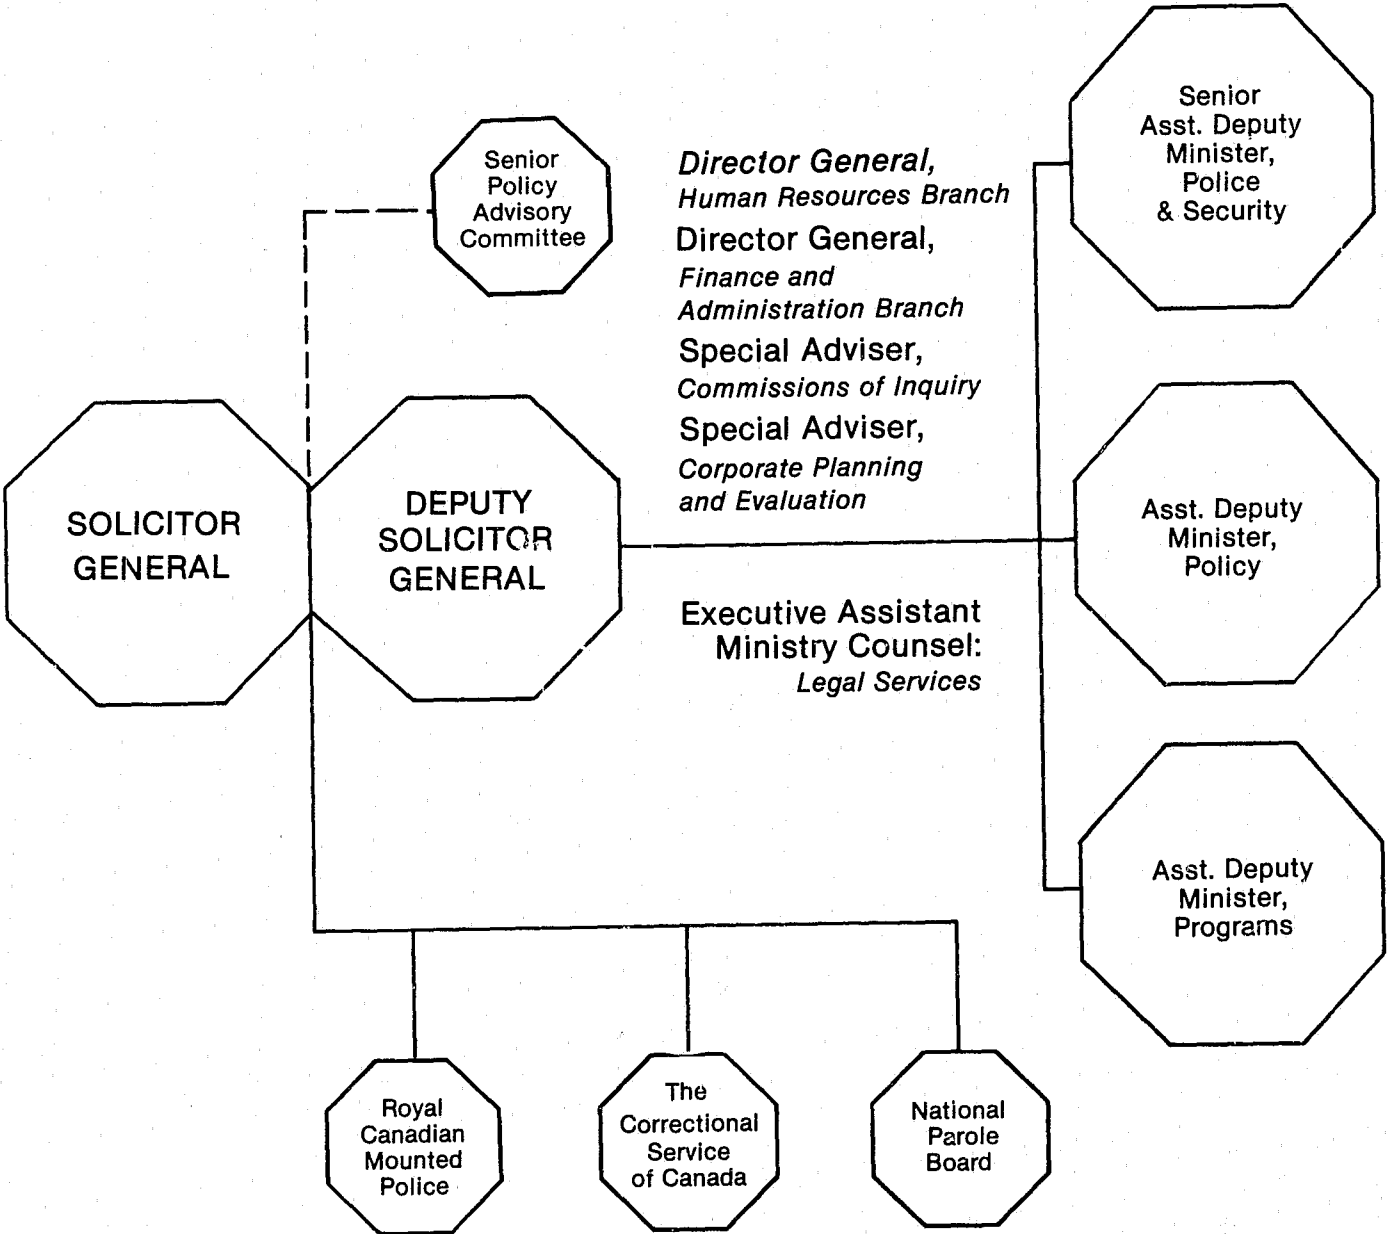 Senior
Policy
Advisory
Committee
Director General,
Human Resources Branch
Director General,
Finance and
Administration Branch
Special Adviser,
Commissions of Inquiry
Special Adviser,
Corporate Planning
and Evaluation
Senior
Asst. Deputy
Minister,
Police
& Security
SOLICITOR
GENERAL
DEPUTY
SOLICITOR
GENERAL
Asst. Deputy
Minister,
Policy
Executive Assistant
Ministry Counsel:
Legal Services
Asst. Deputy
Minister,
Programs
Royal
Canadian
Mounted
Police
The
Correctional
Service
of Canada
National
Parole
Board